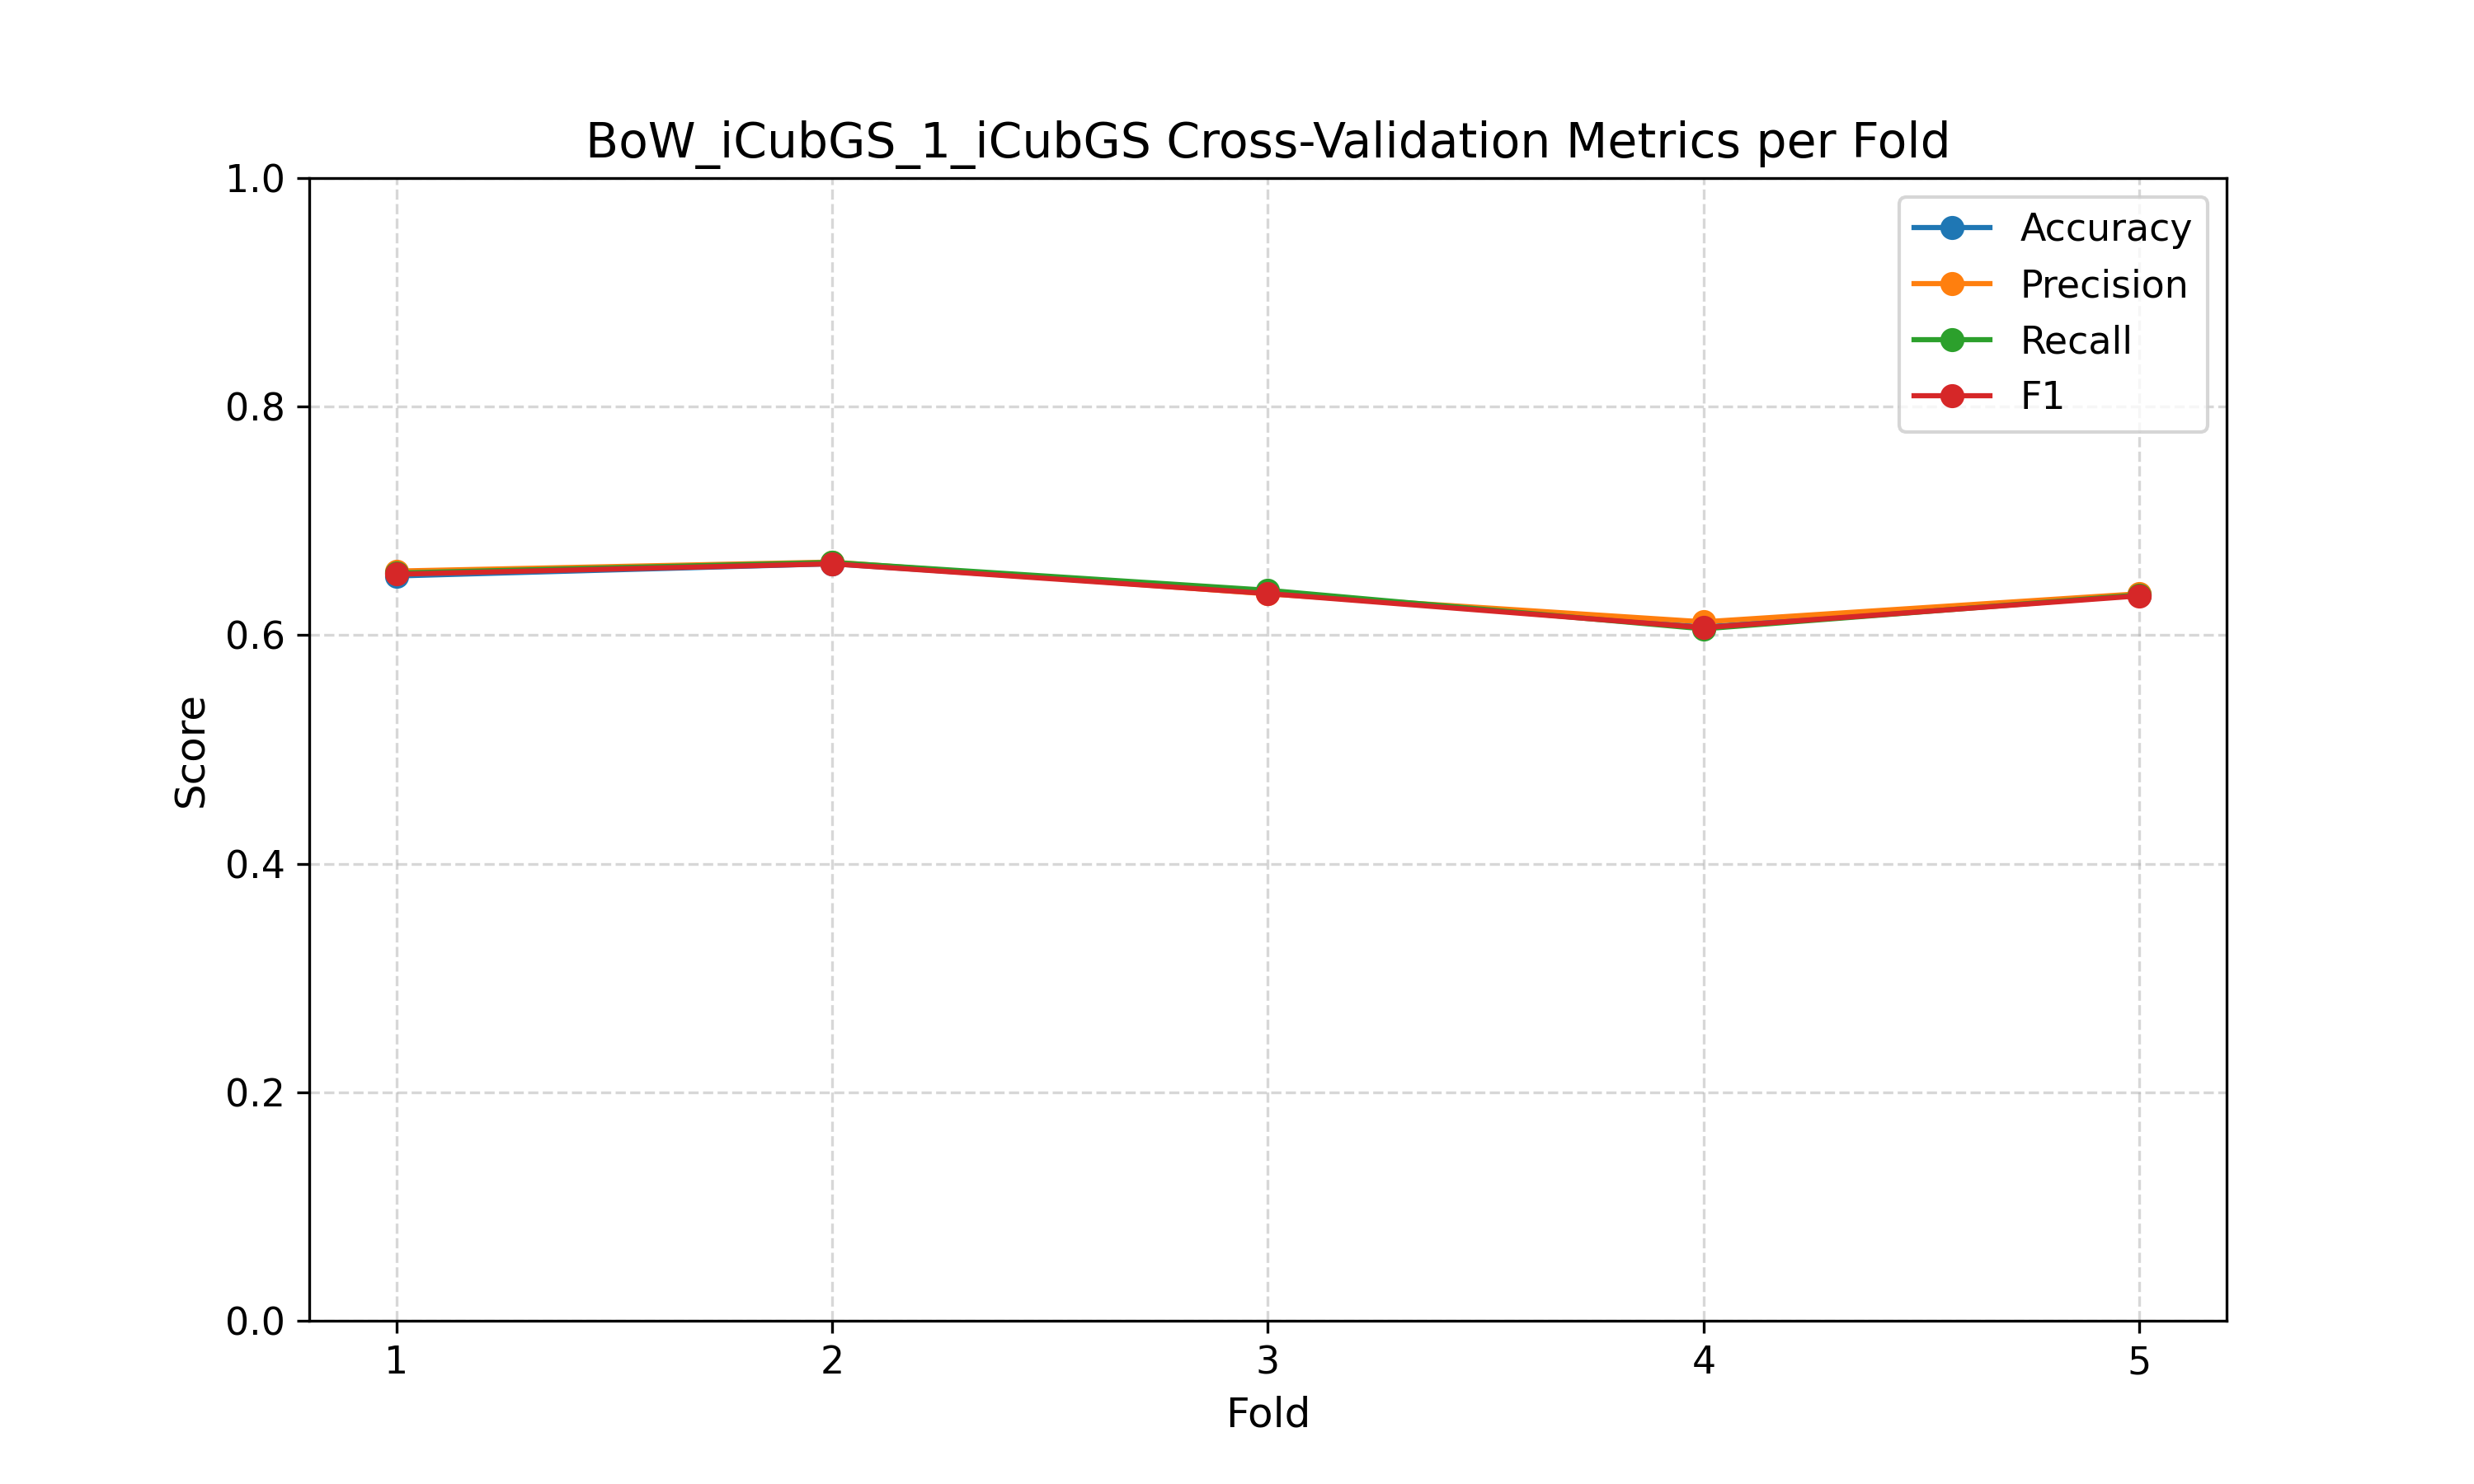 BoW_iCubGS_1_iCubGS Cross-Validation Metrics per Fold
1.0
0.8
0.6
0.4
0.2
0.0
Score
Accuracy
Precision
Recall
F1
1 2 3 4 5
Fold